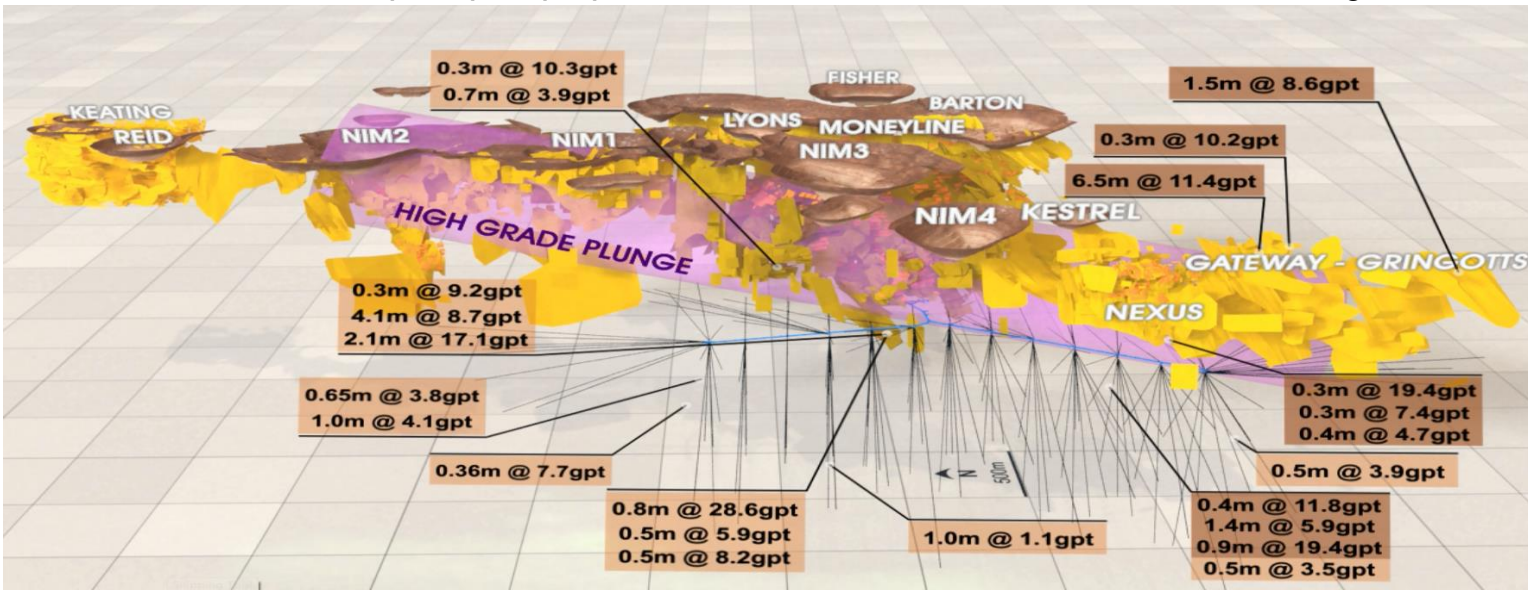 0.3m @ 10.3gpt
0.7m @ 3.9gpt
FISHER
1.5m @ 8.6gpt
KEATING
REID
NIM2
NIM1
LYONS
MONEYLINE
BARTON
NIM3
0.3m @ 10.2gpt
6.5m @ 11.4gpt
HIGH GRADE PLUNGE
NIM4
KESTREL
GATEWAY - GRINGOTTS
NEXUS
0.3m @ 9.2gpt
4.1m @ 8.7gpt
2.1m @ 17.1gpt
0.65m @ 3.8gpt
1.0m @ 4.1gpt
0.36m @ 7.7gpt
0.3m @ 19.4gpt
0.3m @ 7.4gpt
0.4m @ 4.7gpt
0.5m @ 3.9gpt
N
500m
0.8m @ 28.6gpt
0.5m @ 5.9gpt
0.5m @ 8.2gpt
1.0m @ 1.1gpt
0.4m @ 11.8gpt
1.4m @ 5.9gpt
0.9m @ 19.4gpt
0.5m @ 3.5gpt